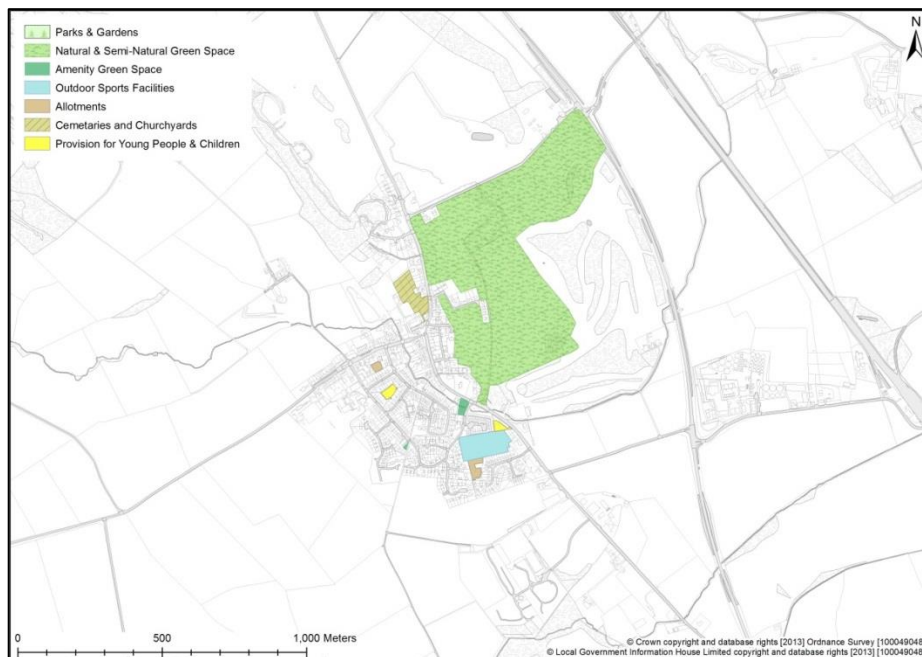 N
Parks & Gardens
Natural & Semi-Natural Green Space
Amenity Green Space
Outdoor Sports Facilities
Allotments
Cemetaries and Churchyards
Provision for Young People & Children
0 500 1,000 Meters
© Crown copyright and database rights [2013] Ordnance Survey [100049048
© Local Government Information House Limited copyright and database rights [2013] [100049048